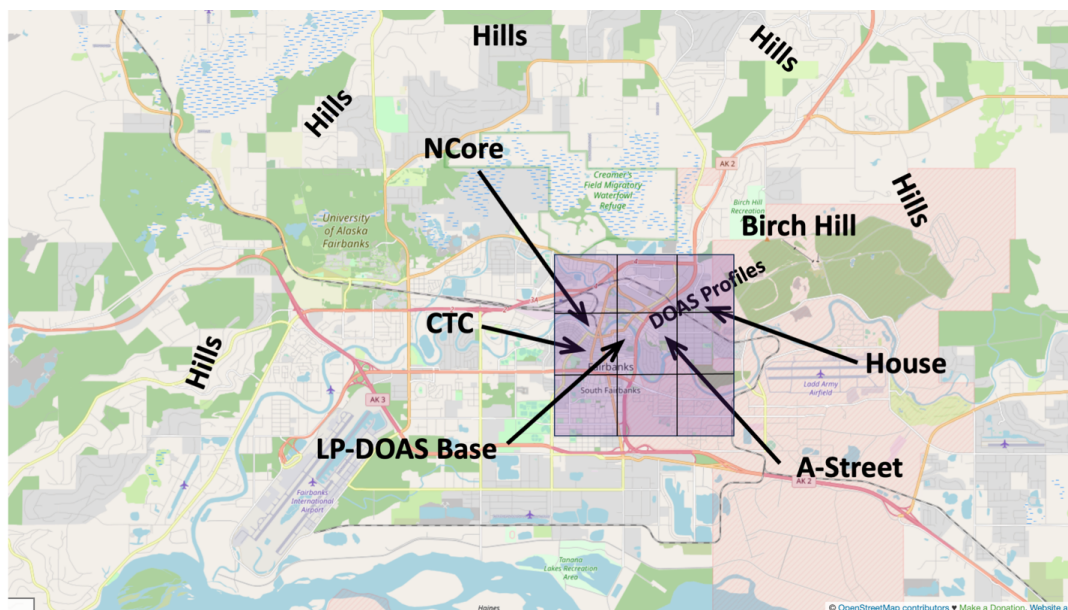 Hills
Hills
Hills
NCore
Creamer's
Field Migratory
Waterfowl
Refuge
AK 2
Birch Hill
Recreation
Hills
University
of Alaska
Fairbanks
Birch Hill
DOAS Profiles
CTC
Hills
Fairbanks
House
South Fairbanks
Ladd Army
Airfield
AK 3
LP-DOAS Base
A-Street
AK 2
Fairbanks
International
Airport
Tanana
Lakes Recreation
Area
Haines
© OpenStreetMap contributors ♥ Make a Donation. Website a